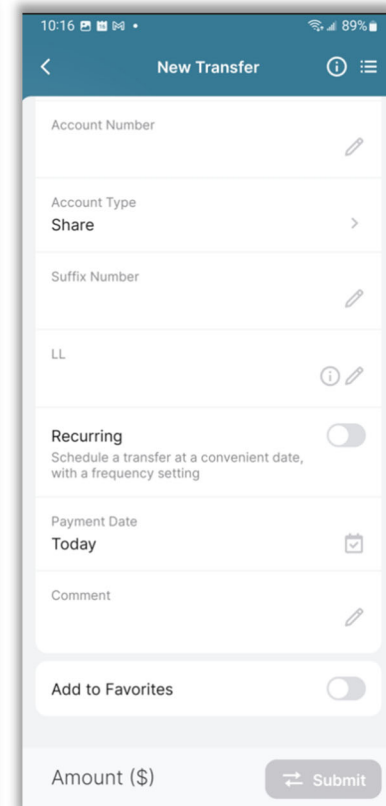 10:16
89%
New Transfer
Account Number
Account Type
Share
Suffix Number
LL
Recurring
Schedule a transfer at a convenient date,
with a frequency setting
Payment Date
Today
Comment
Add to Favorites
Amount ($)
Submit